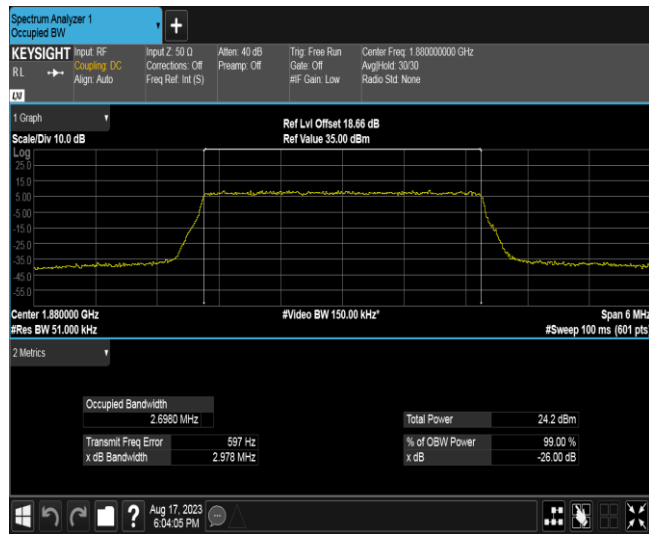 Spectrum Analyzer 1
Occupied BW
+
KEYSIGHT
RL
LXI
Input: RF
Coupling: DC
Align: Auto
Input Z: 50 Ω
Corrections: Off
Freq Ref: Int (S)
Atten: 40 dB
Preamp: Off
Trig: Free Run
Gate: Off
#IF Gain: Low
Center Freq: 1.880000000 GHz
Avg|Hold: 30/30
Radio Std: None
1 Graph
Scale/Div 10.0 dB
Ref Lvl Offset 18.66 dB
Ref Value 35.00 dBm
Log
25.0
15.0
5.00
-5.00
-15.0
-25.0
-35.0
-45.0
-55.0
Center 1.880000 GHz
#Res BW 51.000 kHz
#Video BW 150.00 kHz*
Span 6 MHz
#Sweep 100 ms (601 pts)
2 Metrics
Occupied Bandwidth
2.6980 MHz
Transmit Freq Error 597 Hz
x dB Bandwidth 2.978 MHz
Total Power 24.2 dBm
% of OBW Power 99.00 %
x dB -26.00 dB
?
Aug 17, 2023
6:04:05 PM